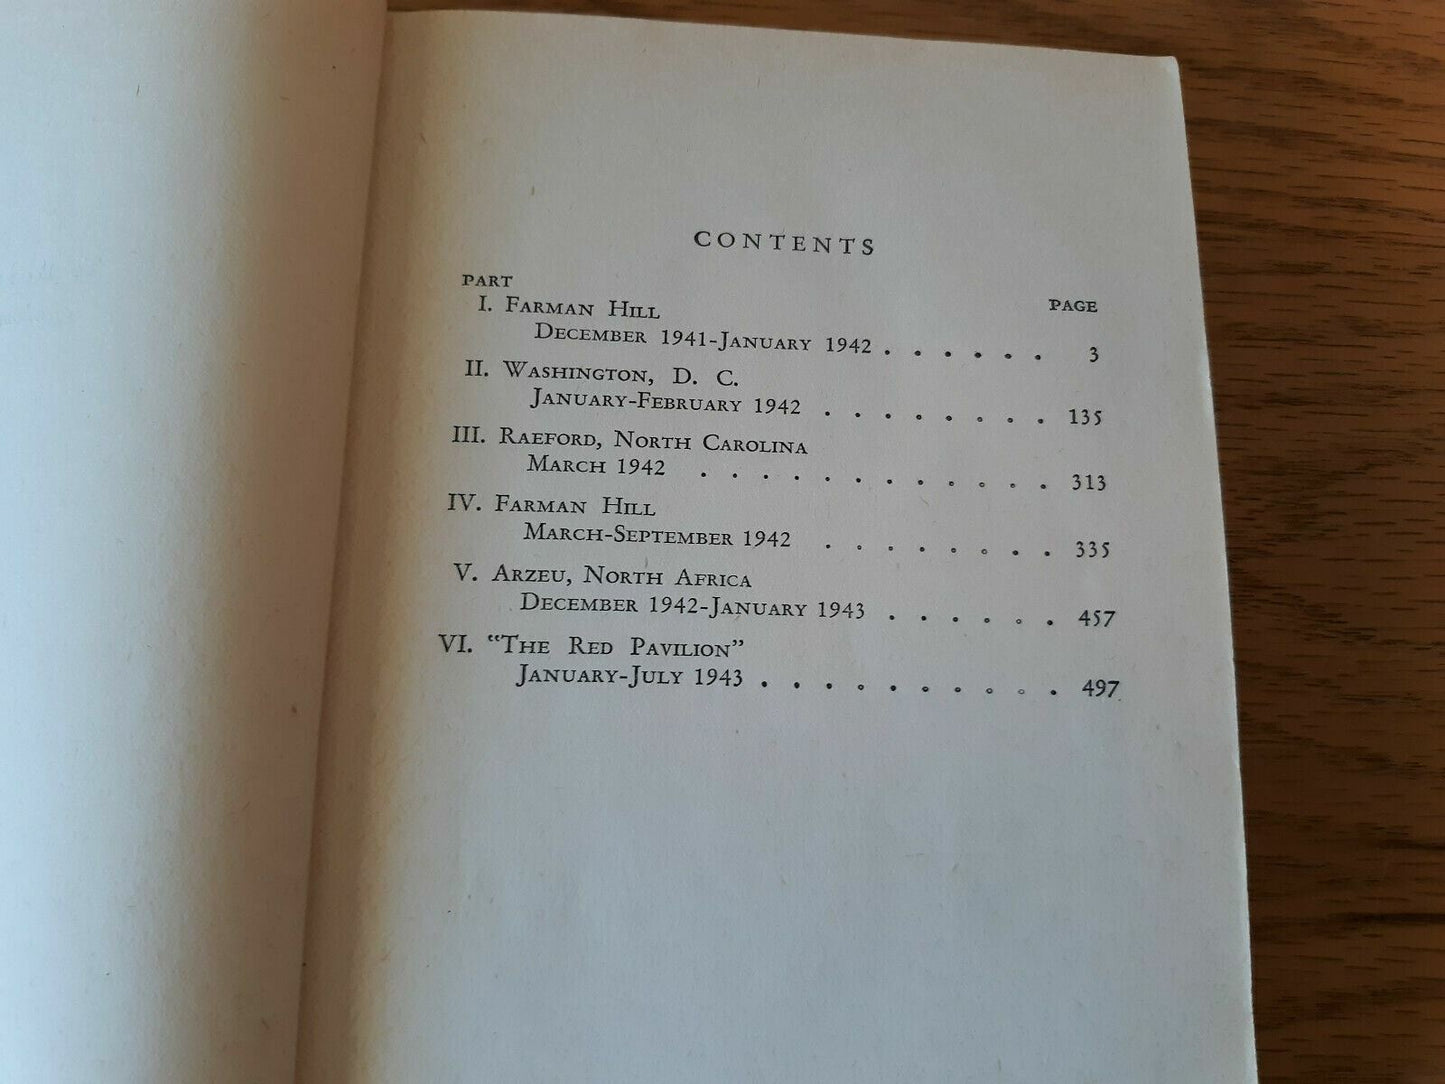 CONTENTS
PART
PAGE
I. FARMAN HILL
DECEMBER 1941-JANUARY 1942 . . . . . . 3
II. WASHINGTON, D. C.
JANUARY-FEBRUARY 1942 . . . . . . . . 135
III. RAEFORD, NORTH CAROLINA
MARCH 1942 . . . . . . . . . . . . 313
IV. FARMAN HILL
MARCH-SEPTEMBER 1942 . . . . . . . . 335
V. ARZEU, NORTH AFRICA
DECEMBER 1942-JANUARY 1943 . . . . . . 457
VI. "THE RED PAVILION"
JANUARY-JULY 1943 . . . . . . . . . . 497